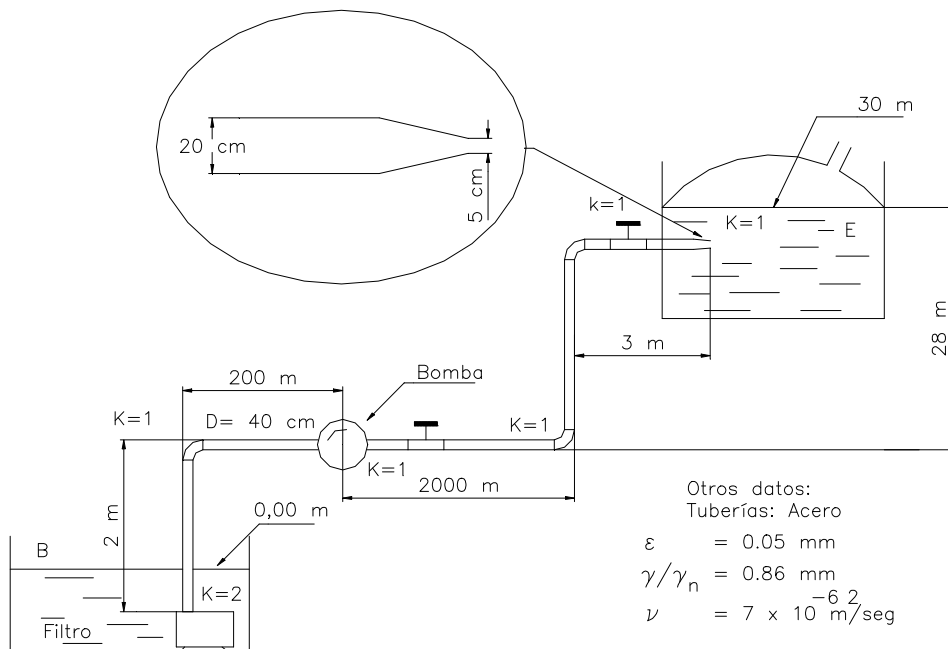 20 cm
5 cm
30 m
k=1
K=1
E
3 m
28 m
200 m
Bomba
K=1
D= 40 cm
K=1
K=1
2000 m
2 m
0,00 m
B
K=2
Filtro
Otros datos:
Tuberías: Acero
ε = 0.05 mm
γ/γn = 0.86 mm
ν = 7 x 10⁻⁶ m²/seg